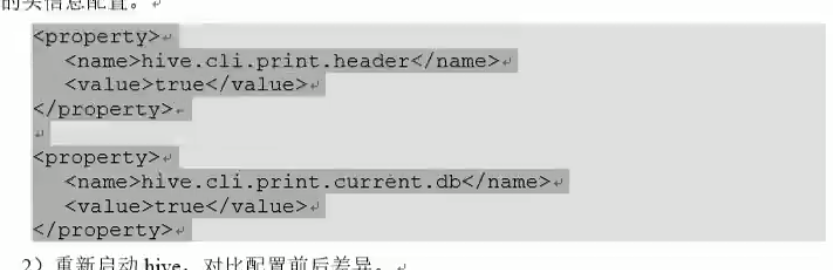 的头信息配置。
<property>
<name>hive.cli.print.header</name>
<value>true</value>
</property>
<property>
<name>hive.cli.print.current.db</name>
<value>true</value>
</property>
2）重新启动 hive，对比配置前后差异。